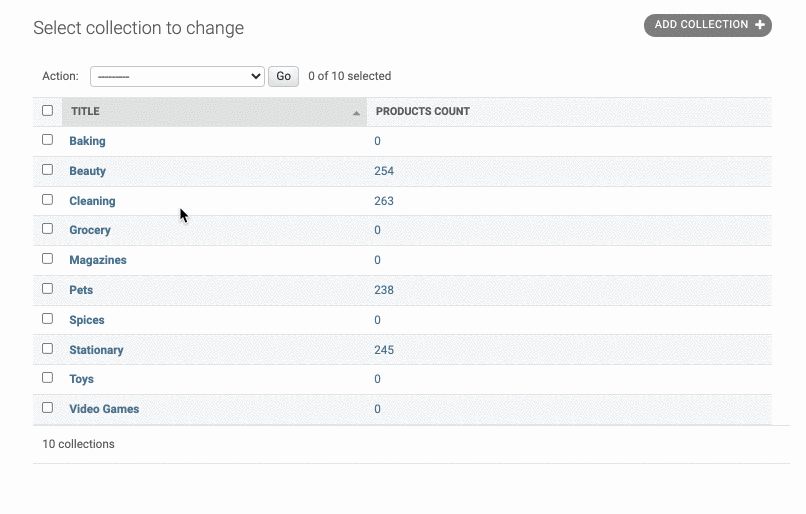 Select collection to change
ADD COLLECTION +
Action: --------- Go 0 of 10 selected
TITLE PRODUCTS COUNT
Baking 0
Beauty 254
Cleaning 263
Grocery 0
Magazines 0
Pets 238
Spices 0
Stationary 245
Toys 0
Video Games 0
10 collections